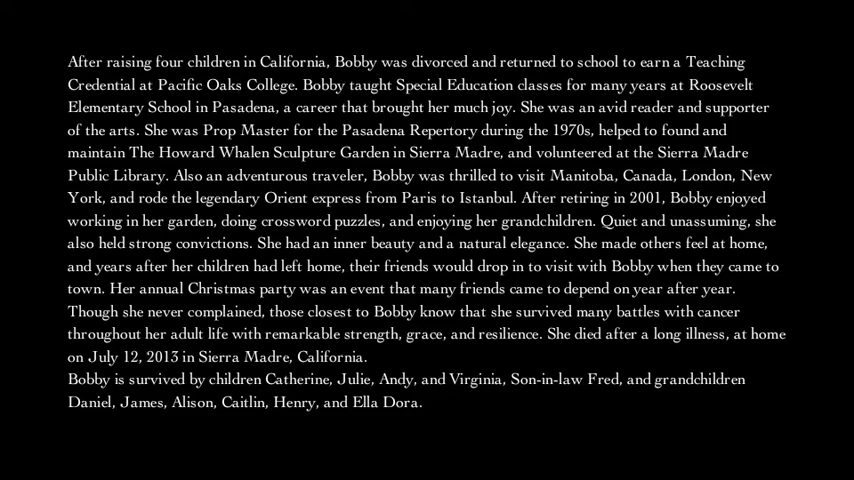 After raising four children in California, Bobby was divorced and returned to school to earn a Teaching
Credential at Pacific Oaks College. Bobby taught Special Education classes for many years at Roosevelt
Elementary School in Pasadena, a career that brought her much joy. She was an avid reader and supporter
of the arts. She was Prop Master for the Pasadena Repertory during the 1970s, helped to found and
maintain The Howard Whalen Sculpture Garden in Sierra Madre, and volunteered at the Sierra Madre
Public Library. Also an adventurous traveler, Bobby was thrilled to visit Manitoba, Canada, London, New
York, and rode the legendary Orient express from Paris to Istanbul. After retiring in 2001, Bobby enjoyed
working in her garden, doing crossword puzzles, and enjoying her grandchildren. Quiet and unassuming, she
also held strong convictions. She had an inner beauty and a natural elegance. She made others feel at home,
and years after her children had left home, their friends would drop in to visit with Bobby when they came to
town. Her annual Christmas party was an event that many friends came to depend on year after year.
Though she never complained, those closest to Bobby know that she survived many battles with cancer
throughout her adult life with remarkable strength, grace, and resilience. She died after a long illness, at home
on July 12, 2013 in Sierra Madre, California.
Bobby is survived by children Catherine, Julie, Andy, and Virginia, Son-in-law Fred, and grandchildren
Daniel, James, Alison, Caitlin, Henry, and Ella Dora.